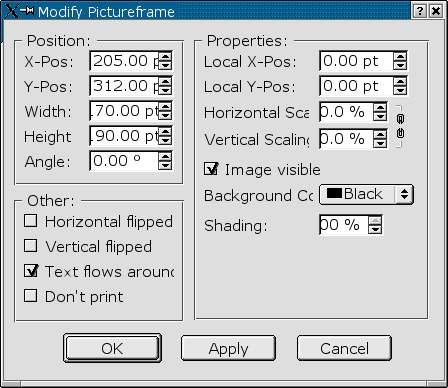 Modify Pictureframe
Position:
X-Pos: 205.00 p
Y-Pos: 312.00 p
Width: .70.00 pt
Height .90.00 pt
Angle: 0.00 º
Other:
Horizontal flipped
Vertical flipped
Text flows aroun
Don't print
Properties:
Local X-Pos: 0.00 pt
Local Y-Pos: 0.00 pt
Horizontal Sca 0.0 %
Vertical Scaling 0.0 %
Image visible
Background Co Black
Shading: 00 %
OK Apply Cancel